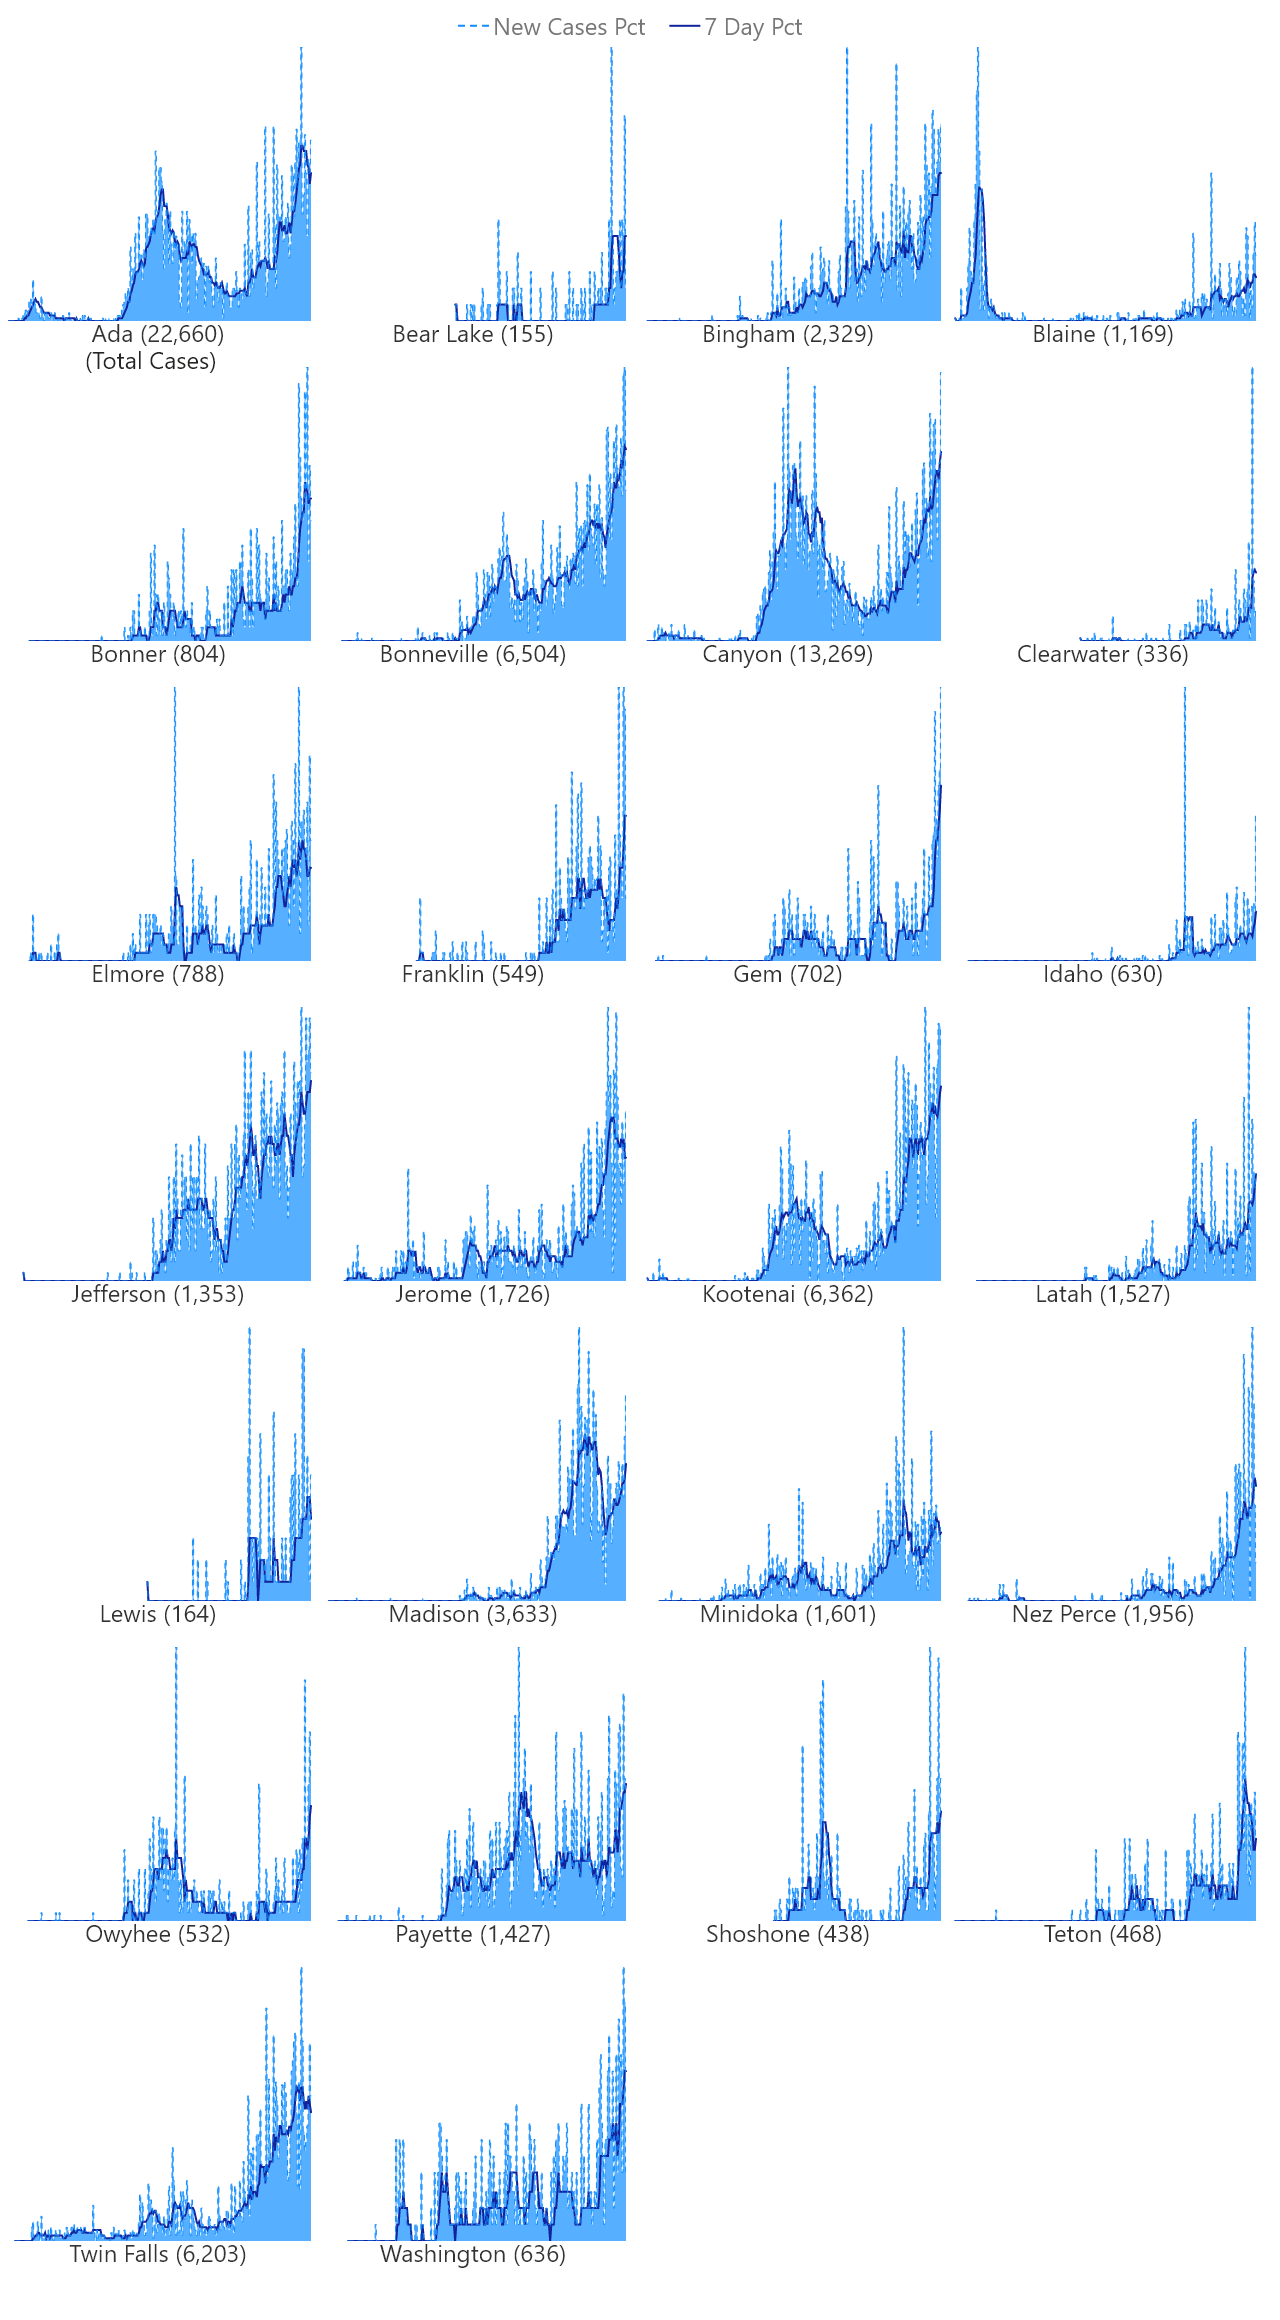 New Cases Pct 7 Day Pct
Ada (22,660)
(Total Cases)
Bear Lake (155)
Bingham (2,329)
Blaine (1,169)
Bonner (804)
Bonneville (6,504)
Canyon (13,269)
Clearwater (336)
Elmore (788)
Franklin (549)
Gem (702)
Idaho (630)
Jefferson (1,353)
Jerome (1,726)
Kootenai (6,362)
Latah (1,527)
Lewis (164)
Madison (3,633)
Minidoka (1,601)
Nez Perce (1,956)
Owyhee (532)
Payette (1,427)
Shoshone (438)
Teton (468)
Twin Falls (6,203)
Washington (636)